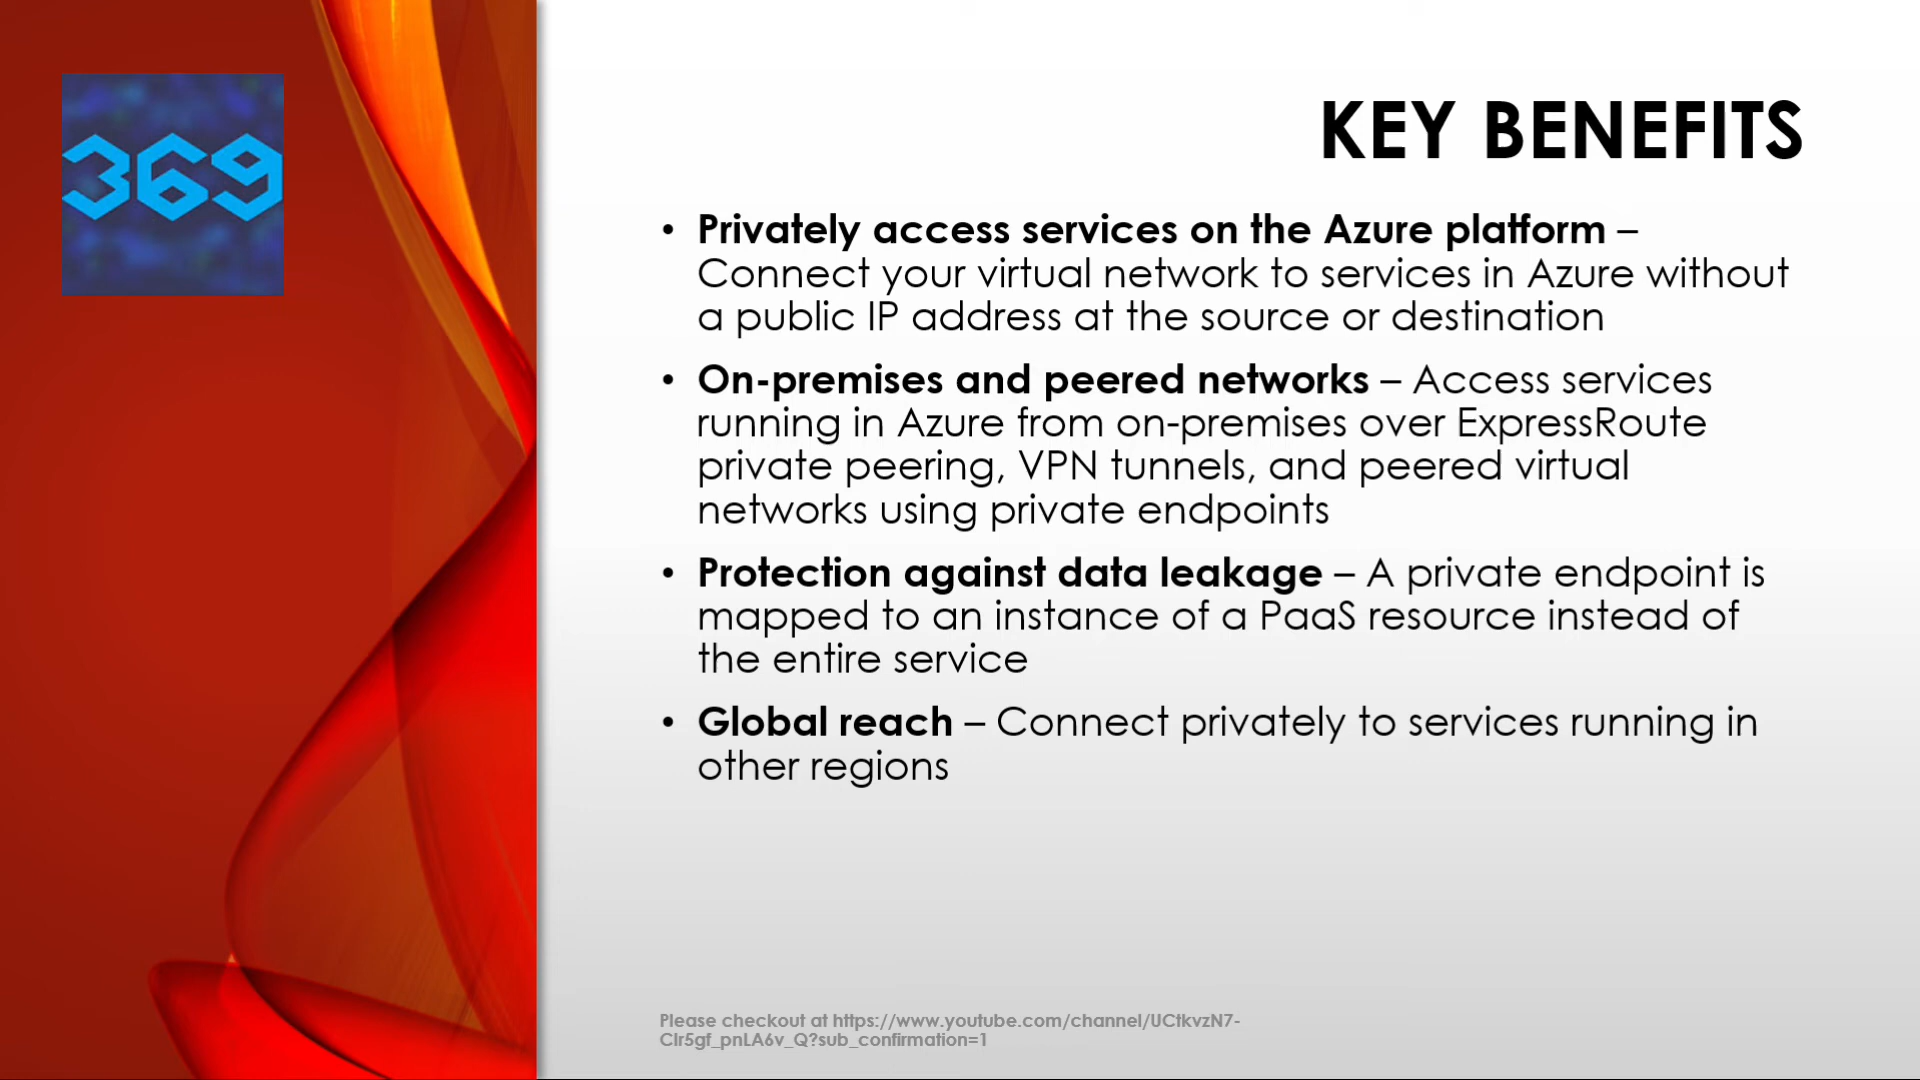 369
KEY BENEFITS
• Privately access services on the Azure platform –
Connect your virtual network to services in Azure without
a public IP address at the source or destination
• On-premises and peered networks – Access services
running in Azure from on-premises over ExpressRoute
private peering, VPN tunnels, and peered virtual
networks using private endpoints
• Protection against data leakage – A private endpoint is
mapped to an instance of a PaaS resource instead of
the entire service
• Global reach – Connect privately to services running in
other regions
Please checkout at https://www.youtube.com/channel/UCtkvzN7-
CIr5gf_pnLA6v_Q?sub_confirmation=1